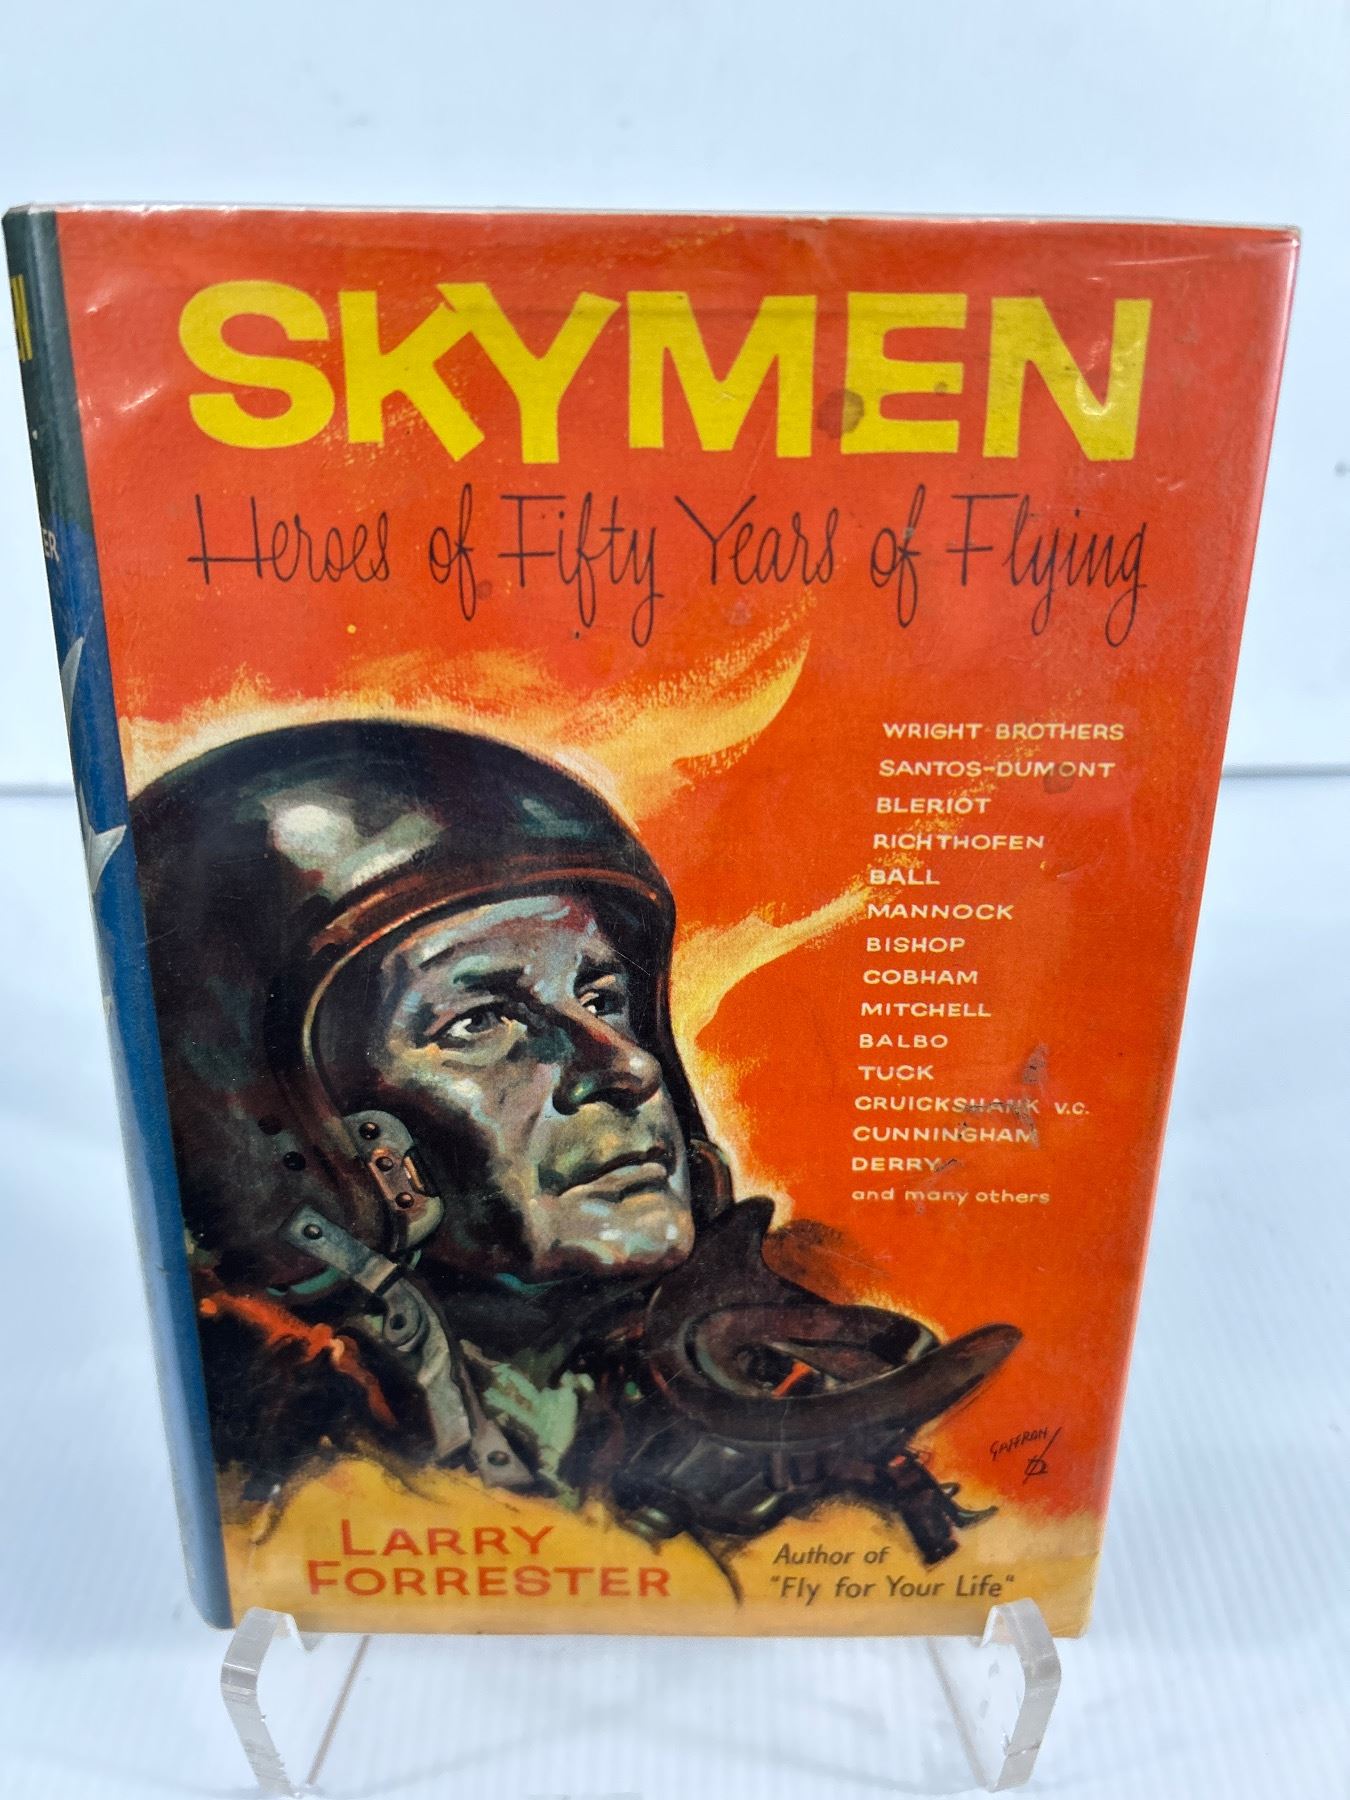 SKYMEN
Heroes of Fifty Years of Flying
WRIGHT BROTHERS
SANTOS-DUMONT
BLERIOT
RICHTHOFEN
BALL
MANNOCK
BISHOP
COBHAM
MITCHELL
BALBO
TUCK
CRUICKSHANK V.C.
CUNNINGHAM
DERRY
and many others
GAFFRON
LARRY
FORRESTER
Author of
"Fly for Your Life"